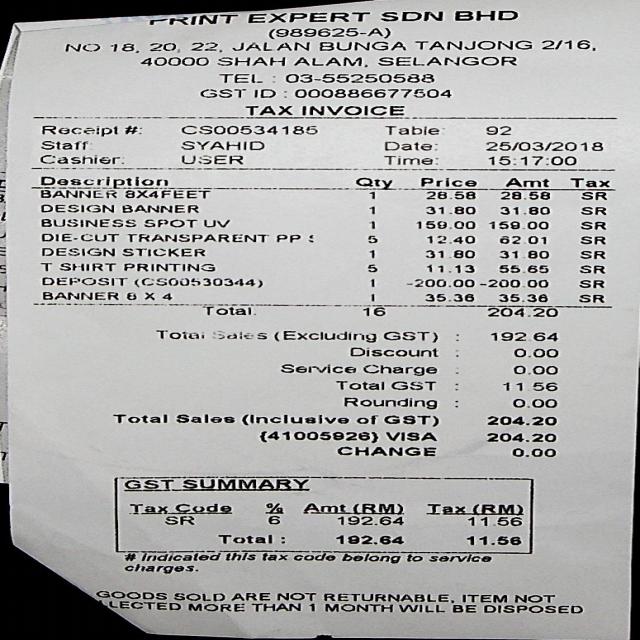 PRINT EXPERT SDN BHD
(989625-A)
NO 18, 20, 22, JALAN BUNGA TANJONG 2/16,
40000 SHAH ALAM, SELANGOR
TEL : 03-55250588
GST ID : 000886677504
TAX INVOICE
Receipt #: CS00534185 Table: 92
Staff: SYAHID Date: 25/03/2018
Cashier: USER Time: 15:17:00
Description Qty Price Amt Tax
BANNER 8X4FEET 1 28.58 28.58 SR
DESIGN BANNER 1 31.80 31.80 SR
BUSINESS SPOT UV 1 159.00 159.00 SR
DIE-CUT TRANSPARENT PP 5 12.40 62.01 SR
DESIGN STICKER 1 31.80 31.80 SR
T SHIRT PRINTING 5 11.13 55.65 SR
DEPOSIT (CS00530344) 1 -200.00 -200.00 SR
BANNER 6 X 4 1 35.36 35.36 SR
Total: 16 204.20
Total Sales (Excluding GST) : 192.64
Discount : 0.00
Service Charge : 0.00
Total GST : 11.56
Rounding : 0.00
Total Sales (Inclusive of GST) : 204.20
{41005926} VISA 204.20
CHANGE 0.00
GST SUMMARY
Tax Code % Amt (RM) Tax (RM)
SR 6 192.64 11.56
Total : 192.64 11.56
# Indicated this tax code belong to service
charges.
GOODS SOLD ARE NOT RETURNABLE, ITEM NOT
LLECTED MORE THAN 1 MONTH WILL BE DISPOSED